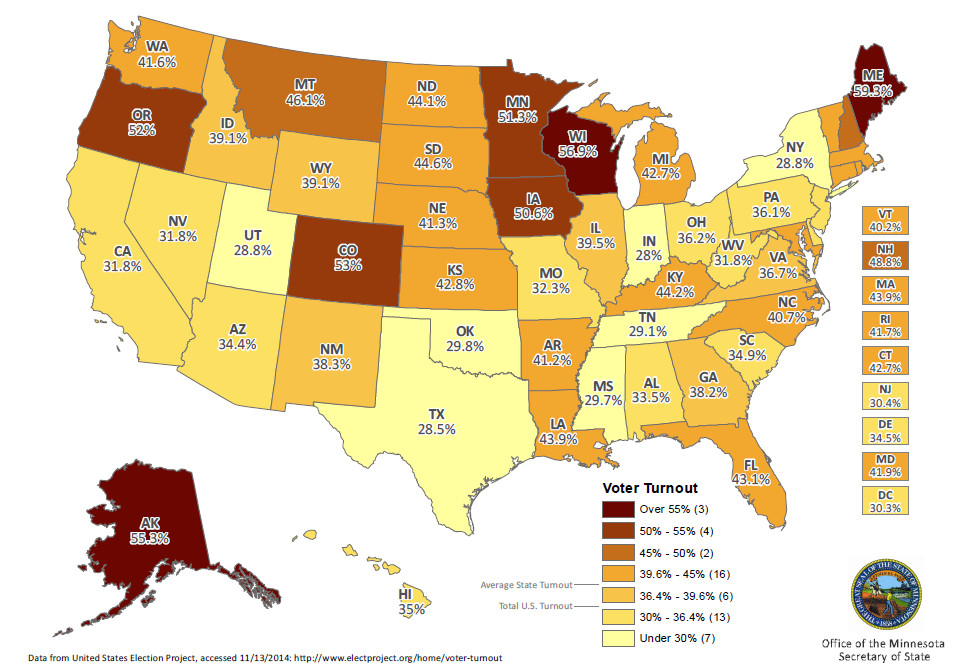 WA
41.6%
MT
46.1%
ND
44.1%
MN
51.3%
ME
59.3%
OR
52%
ID
39.1%
WI
56.9%
SD
44.6%
WY
39.1%
MI
42.7%
NY
28.8%
NE
41.3%
IA
50.6%
PA
36.1%
NV
31.8%
UT
28.8%
CO
53%
IL
39.5%
IN
28%
OH
36.2%
WV
31.8%
VA
36.7%
CA
31.8%
KS
42.8%
MO
32.3%
KY
44.2%
NC
40.7%
TN
29.1%
AZ
34.4%
NM
38.3%
OK
29.8%
AR
41.2%
SC
34.9%
MS
29.7%
AL
33.5%
GA
38.2%
TX
28.5%
LA
43.9%
FL
43.1%
AK
55.3%
HI
35%
VT
40.2%
NH
48.8%
MA
43.9%
RI
41.7%
CT
42.7%
NJ
30.4%
DE
34.5%
MD
41.9%
DC
30.3%
Voter Turnout
Over 55% (3)
50% - 55% (4)
45% - 50% (2)
39.6% - 45% (16)
Average State Turnout
36.4% - 39.6% (6)
Total U.S. Turnout
30% - 36.4% (13)
Under 30% (7)
Office of the Minnesota
Secretary of State
Data from United States Election Project, accessed 11/13/2014: http://www.electproject.org/home/voter-turnout